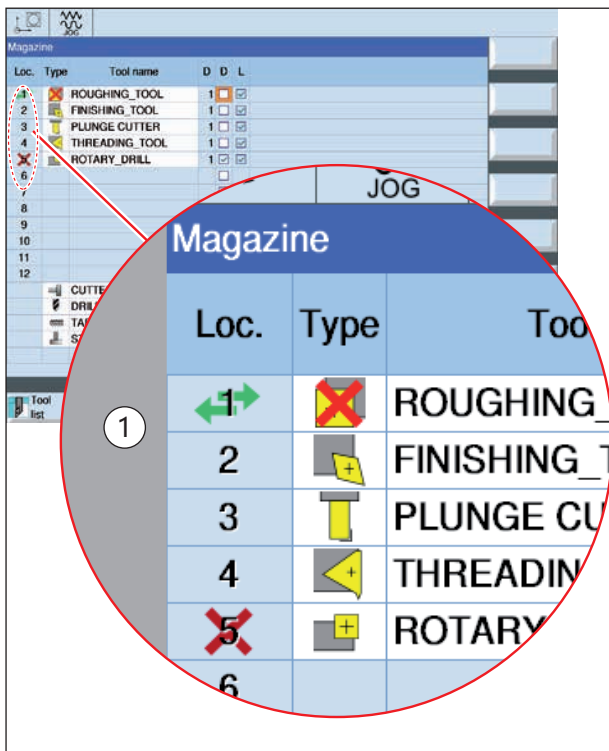 JOG
Magazine
Loc. Type Tool name D D L
1 ROUGHING_TOOL 1
2 FINISHING_TOOL 1
3 PLUNGE CUTTER 1
4 THREADING_TOOL 1
5 ROTARY_DRILL 1
6
7
8
9
10
11
12
CUTTE
DRIL
TA
Tool
list
JOG
Magazine
Loc. Type Too
1
1 ROUGHING_
2 FINISHING_T
3 PLUNGE CU
4 THREADIN
5 ROTARY
6